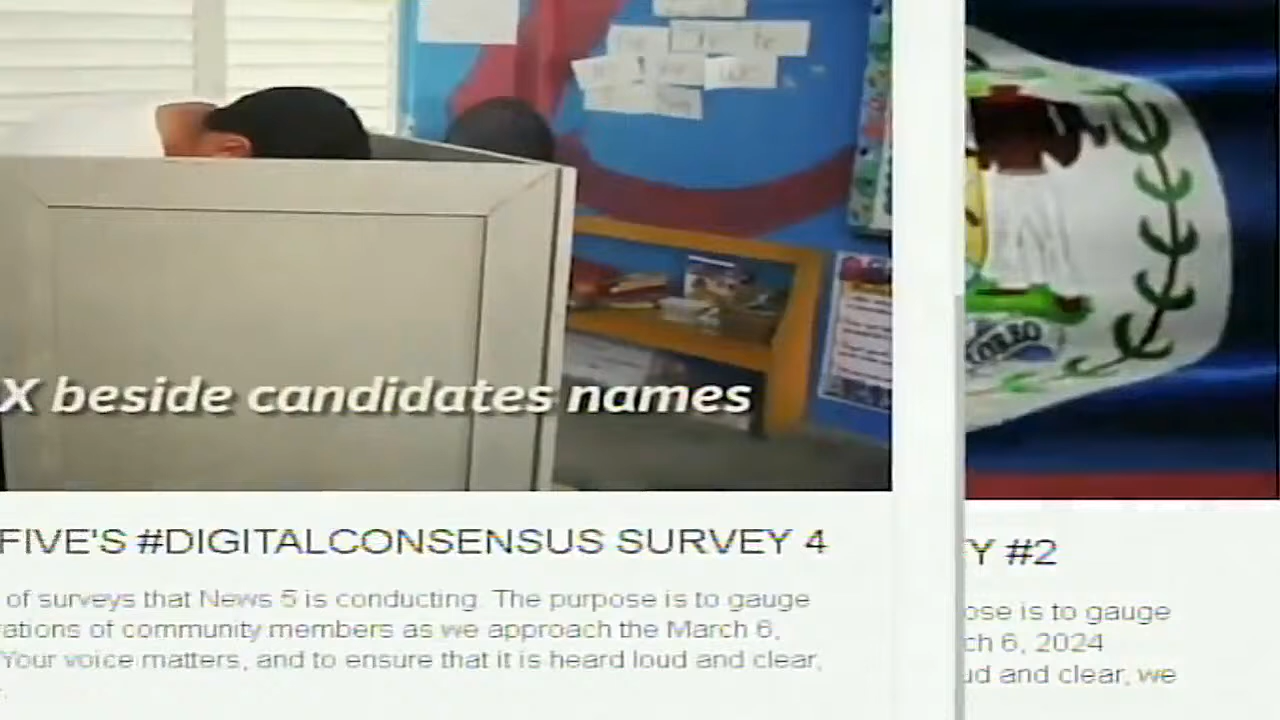 X beside candidates names
FIVE'S #DIGITALCONSENSUS SURVEY 4
of surveys that News 5 is conducting. The purpose is to gauge
rations of community members as we approach the March 6,
Your voice matters, and to ensure that it is heard loud and clear,
Y #2
ose is to gauge
ch 6, 2024
ud and clear, we